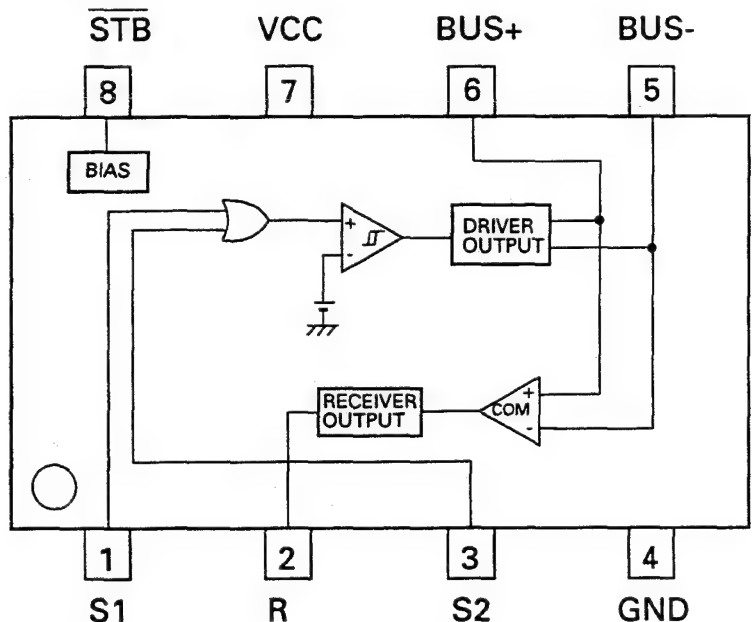 STB VCC BUS+ BUS-
8 7 6 5
BIAS
DRIVER
OUTPUT
+
-
RECEIVER
OUTPUT
COM
+
-
1 2 3 4
S1 R S2 GND